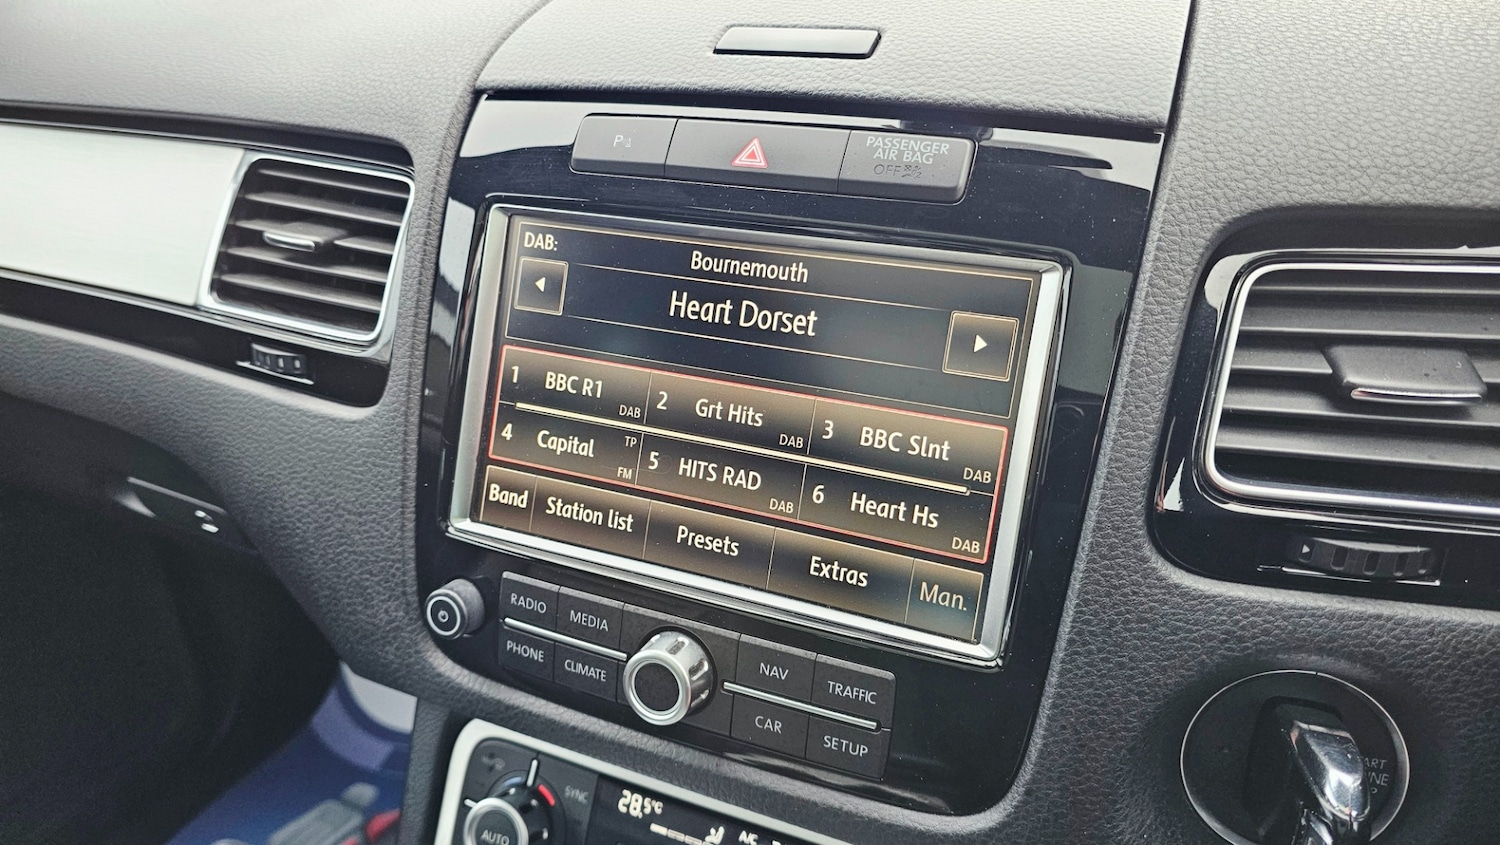 P
PASSENGER
AIR BAG
OFF
DAB:
Bournemouth
Heart Dorset
1 BBC R1 DAB
2 Grt Hits DAB
3 BBC Slnt DAB
4 Capital TP FM
5 HITS RAD DAB
6 Heart Hs DAB
Band Station list Presets Extras Man.
RADIO MEDIA NAV TRAFFIC
PHONE CLIMATE CAR SETUP
SYNC
28.5°C
AUTO
A/C